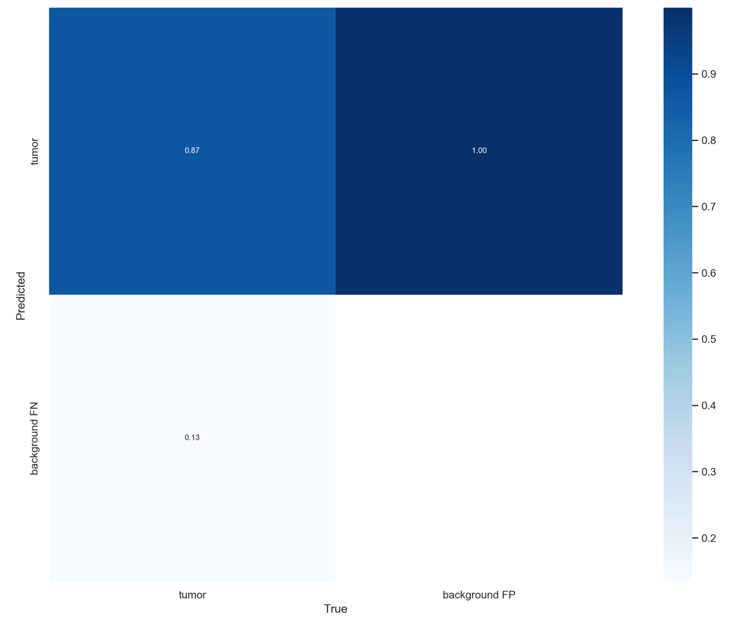 0.87
1.00
0.13
tumor
background FN
Predicted
tumor
background FP
True
0.9
0.8
0.7
0.6
0.5
0.4
0.3
0.2